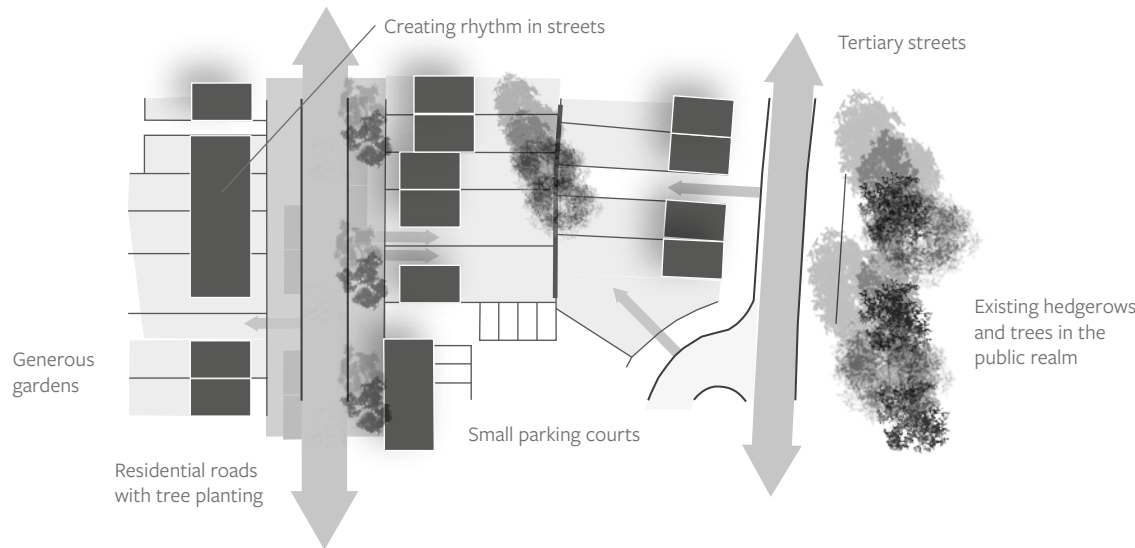 Creating rhythm in streets
Tertiary streets
Existing hedgerows
and trees in the
public realm
Generous
gardens
Small parking courts
Residential roads
with tree planting